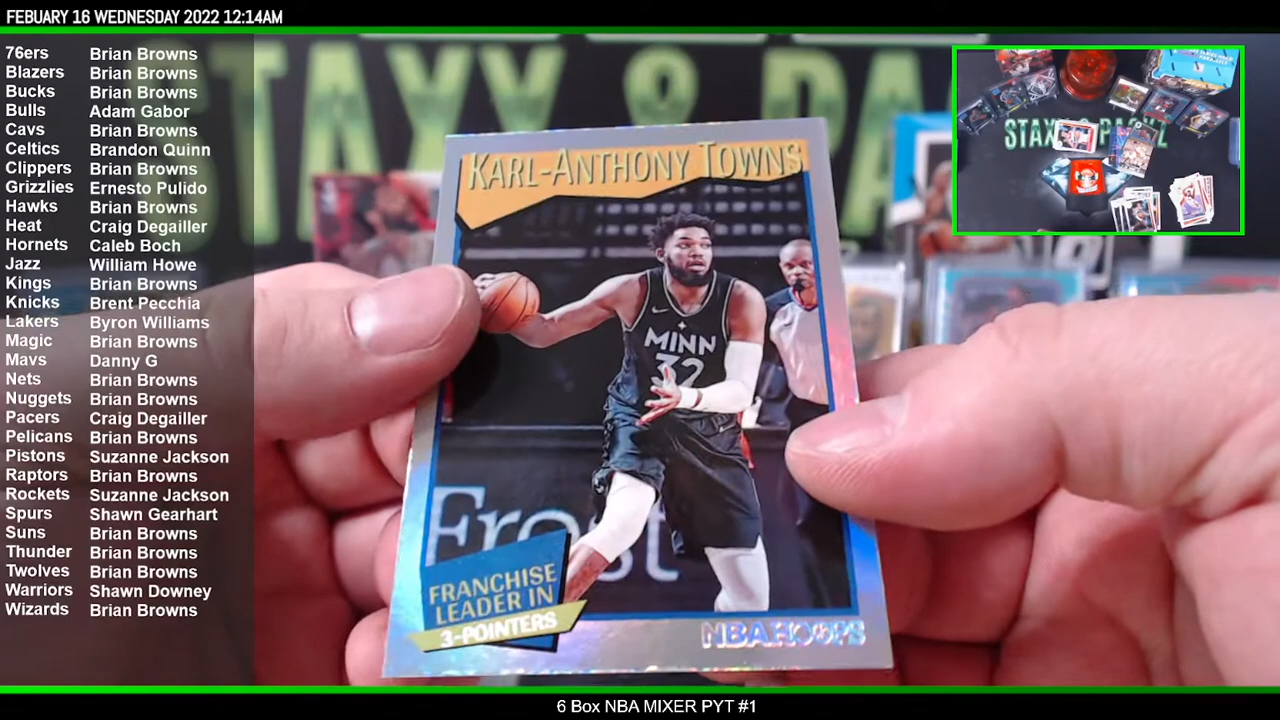 FEBUARY 16 WEDNESDAY 2022 12:14AM
76ers Brian Browns
Blazers Brian Browns
Bucks Brian Browns
Bulls Adam Gabor
Cavs Brian Browns
Celtics Brandon Quinn
Clippers Brian Browns
Grizzlies Ernesto Pulido
Hawks Brian Browns
Heat Craig Degailler
Hornets Caleb Boch
Jazz William Howe
Kings Brian Browns
Knicks Brent Pecchia
Lakers Byron Williams
Magic Brian Browns
Mavs Danny G
Nets Brian Browns
Nuggets Brian Browns
Pacers Craig Degailler
Pelicans Brian Browns
Pistons Suzanne Jackson
Raptors Brian Browns
Rockets Suzanne Jackson
Spurs Shawn Gearhart
Suns Brian Browns
Thunder Brian Browns
Twolves Brian Browns
Warriors Shawn Downey
Wizards Brian Browns
STAXX & PA
KARL-ANTHONY TOWNS
MINN
32
Frost
FRANCHISE
LEADER IN
3-POINTERS
NBA HOOPS
6 Box NBA MIXER PYT #1